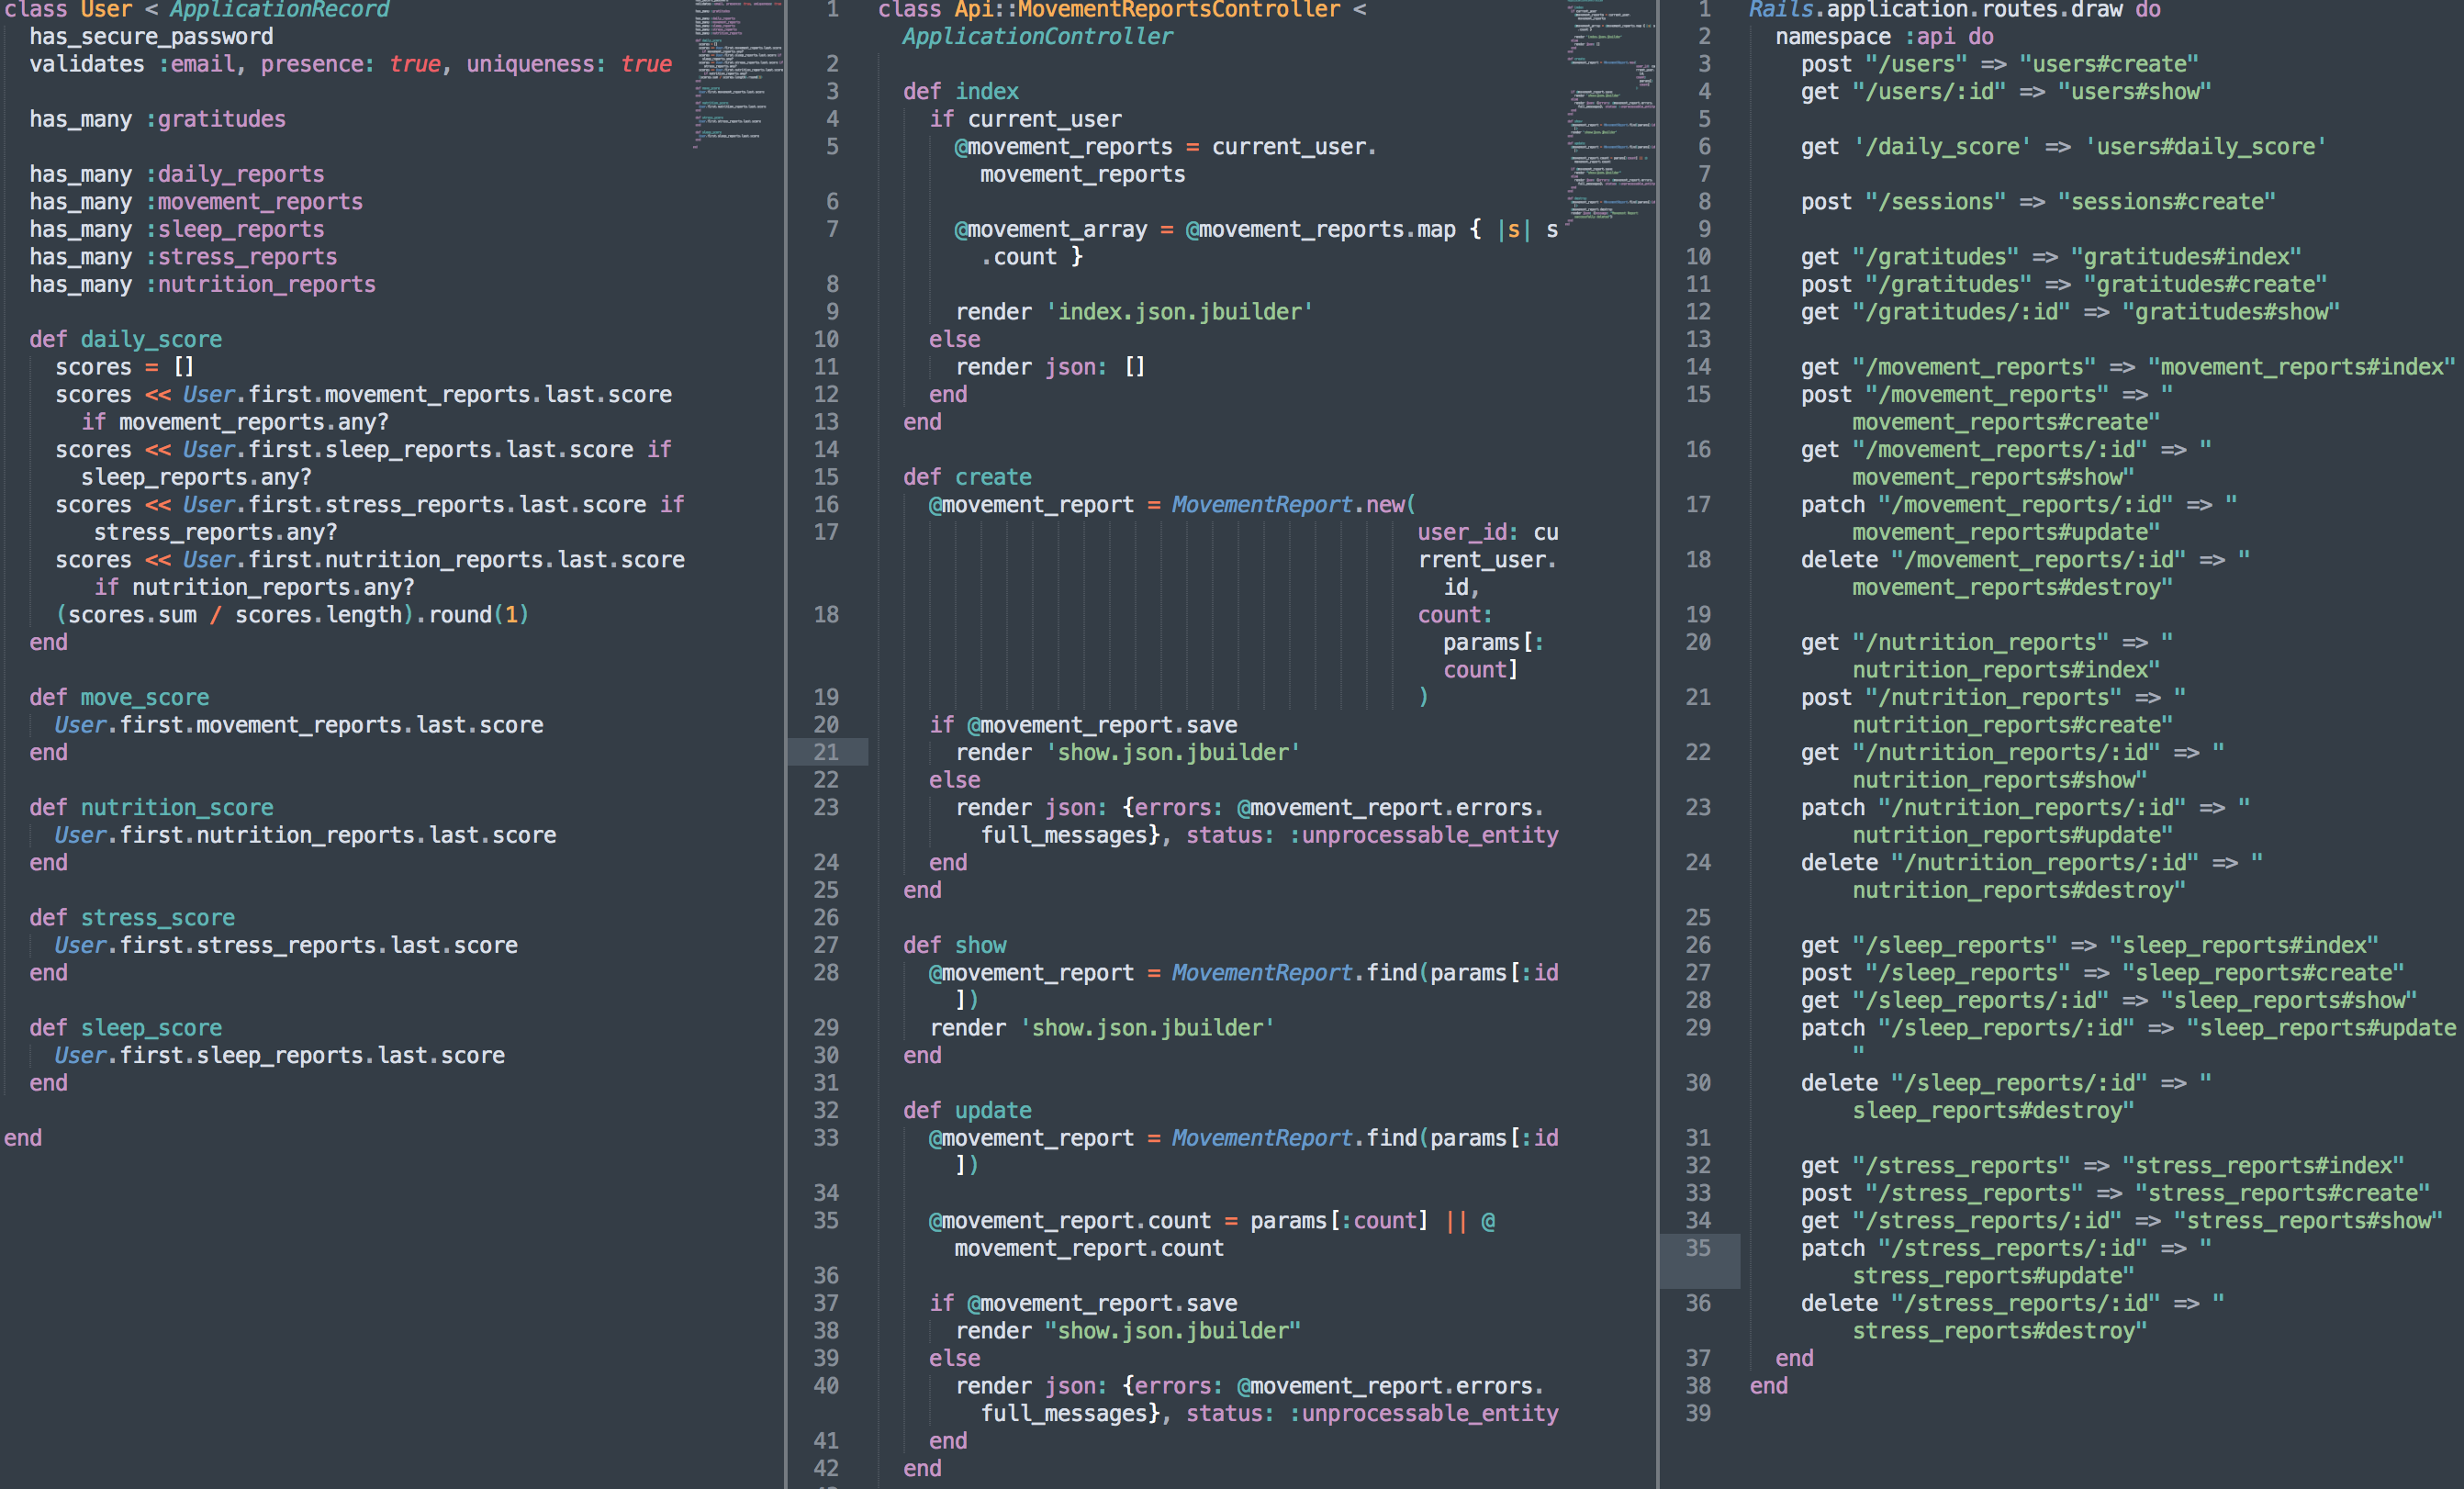 class User < ApplicationRecord
has_secure_password
validates :email, presence: true, uniqueness: true
has_many :gratitudes
has_many :daily_reports
has_many :movement_reports
has_many :sleep_reports
has_many :stress_reports
has_many :nutrition_reports
def daily_score
scores = []
scores << User.first.movement_reports.last.score
if movement_reports.any?
scores << User.first.sleep_reports.last.score if
sleep_reports.any?
scores << User.first.stress_reports.last.score if
stress_reports.any?
scores << User.first.nutrition_reports.last.score
if nutrition_reports.any?
(scores.sum / scores.length).round(1)
end
def move_score
User.first.movement_reports.last.score
end
def nutrition_score
User.first.nutrition_reports.last.score
end
def stress_score
User.first.stress_reports.last.score
end
def sleep_score
User.first.sleep_reports.last.score
end
end
1 class Api::MovementReportsController <
ApplicationController
2
3 def index
4 if current_user
5 @movement_reports = current_user.
movement_reports
6
7 @movement_array = @movement_reports.map { |s| s
.count }
8
9 render 'index.json.jbuilder'
10 else
11 render json: []
12 end
13 end
14
15 def create
16 @movement_report = MovementReport.new(
17 user_id: cu
rrent_user.
id,
18 count:
params[:
count]
19 )
20 if @movement_report.save
21 render 'show.json.jbuilder'
22 else
23 render json: {errors: @movement_report.errors.
full_messages}, status: :unprocessable_entity
24 end
25 end
26
27 def show
28 @movement_report = MovementReport.find(params[:id
])
29 render 'show.json.jbuilder'
30 end
31
32 def update
33 @movement_report = MovementReport.find(params[:id
])
34
35 @movement_report.count = params[:count] || @
movement_report.count
36
37 if @movement_report.save
38 render "show.json.jbuilder"
39 else
40 render json: {errors: @movement_report.errors.
full_messages}, status: :unprocessable_entity
41 end
42 end
1 Rails.application.routes.draw do
2 namespace :api do
3 post "/users" => "users#create"
4 get "/users/:id" => "users#show"
5
6 get '/daily_score' => 'users#daily_score'
7
8 post "/sessions" => "sessions#create"
9
10 get "/gratitudes" => "gratitudes#index"
11 post "/gratitudes" => "gratitudes#create"
12 get "/gratitudes/:id" => "gratitudes#show"
13
14 get "/movement_reports" => "movement_reports#index"
15 post "/movement_reports" => "
movement_reports#create"
16 get "/movement_reports/:id" => "
movement_reports#show"
17 patch "/movement_reports/:id" => "
movement_reports#update"
18 delete "/movement_reports/:id" => "
movement_reports#destroy"
19
20 get "/nutrition_reports" => "
nutrition_reports#index"
21 post "/nutrition_reports" => "
nutrition_reports#create"
22 get "/nutrition_reports/:id" => "
nutrition_reports#show"
23 patch "/nutrition_reports/:id" => "
nutrition_reports#update"
24 delete "/nutrition_reports/:id" => "
nutrition_reports#destroy"
25
26 get "/sleep_reports" => "sleep_reports#index"
27 post "/sleep_reports" => "sleep_reports#create"
28 get "/sleep_reports/:id" => "sleep_reports#show"
29 patch "/sleep_reports/:id" => "sleep_reports#update
"
30 delete "/sleep_reports/:id" => "
sleep_reports#destroy"
31
32 get "/stress_reports" => "stress_reports#index"
33 post "/stress_reports" => "stress_reports#create"
34 get "/stress_reports/:id" => "stress_reports#show"
35 patch "/stress_reports/:id" => "
stress_reports#update"
36 delete "/stress_reports/:id" => "
stress_reports#destroy"
37 end
38 end
39